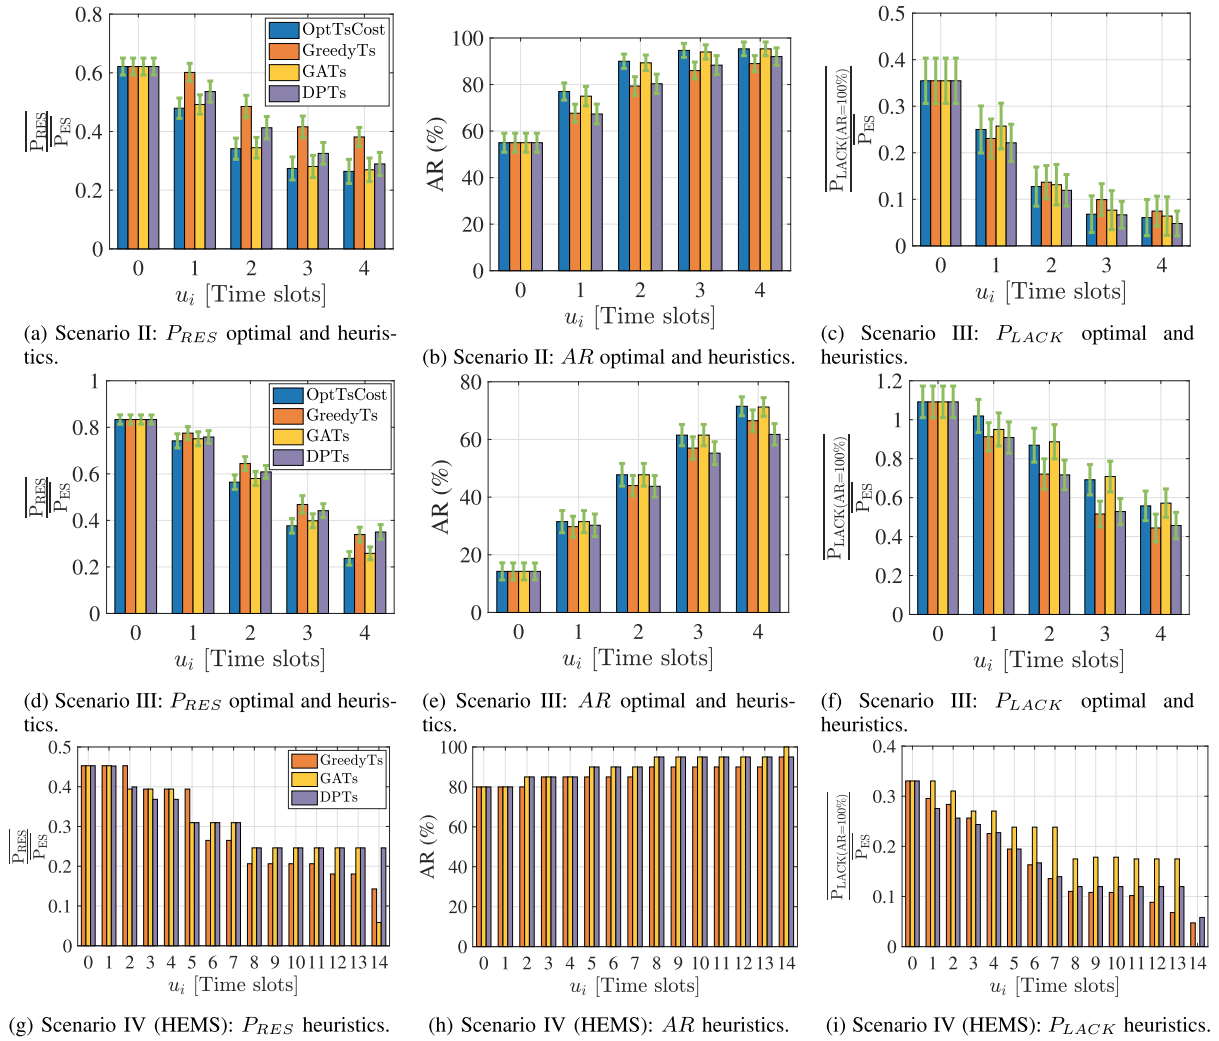 0.8
0.6
0.4
0.2
0
P_RES
P_ES
OptTsCost
GreedyTs
GATs
DPTs
0 1 2 3 4
u_i [Time slots]
(a) Scenario II: P_RES optimal and heuris-
tics.
100
80
60
40
20
0
AR (%)
0 1 2 3 4
u_i [Time slots]
(b) Scenario II: AR optimal and heuristics.
0.5
0.4
0.3
0.2
0.1
0
P_LACK(AR=100%)
P_ES
0 1 2 3 4
u_i [Time slots]
(c) Scenario III: P_LACK optimal and
heuristics.
1
0.8
0.6
0.4
0.2
0
P_RES
P_ES
OptTsCost
GreedyTs
GATs
DPTs
0 1 2 3 4
u_i [Time slots]
(d) Scenario III: P_RES optimal and heuris-
tics.
80
60
40
20
0
AR (%)
0 1 2 3 4
u_i [Time slots]
(e) Scenario III: AR optimal and heuris-
tics.
1.2
1
0.8
0.6
0.4
0.2
0
P_LACK(AR=100%)
P_ES
0 1 2 3 4
u_i [Time slots]
(f) Scenario III: P_LACK optimal and
heuristics.
0.5
0.4
0.3
0.2
0.1
0
P_RES
P_ES
GreedyTs
GATs
DPTs
0 1 2 3 4 5 6 7 8 9 10 11 12 13 14
u_i [Time slots]
(g) Scenario IV (HEMS): P_RES heuristics.
100
80
60
40
20
0
AR (%)
0 1 2 3 4 5 6 7 8 9 10 11 12 13 14
u_i [Time slots]
(h) Scenario IV (HEMS): AR heuristics.
0.4
0.3
0.2
0.1
0
P_LACK(AR=100%)
P_ES
0 1 2 3 4 5 6 7 8 9 10 11 12 13 14
u_i [Time slots]
(i) Scenario IV (HEMS): P_LACK heuristics.